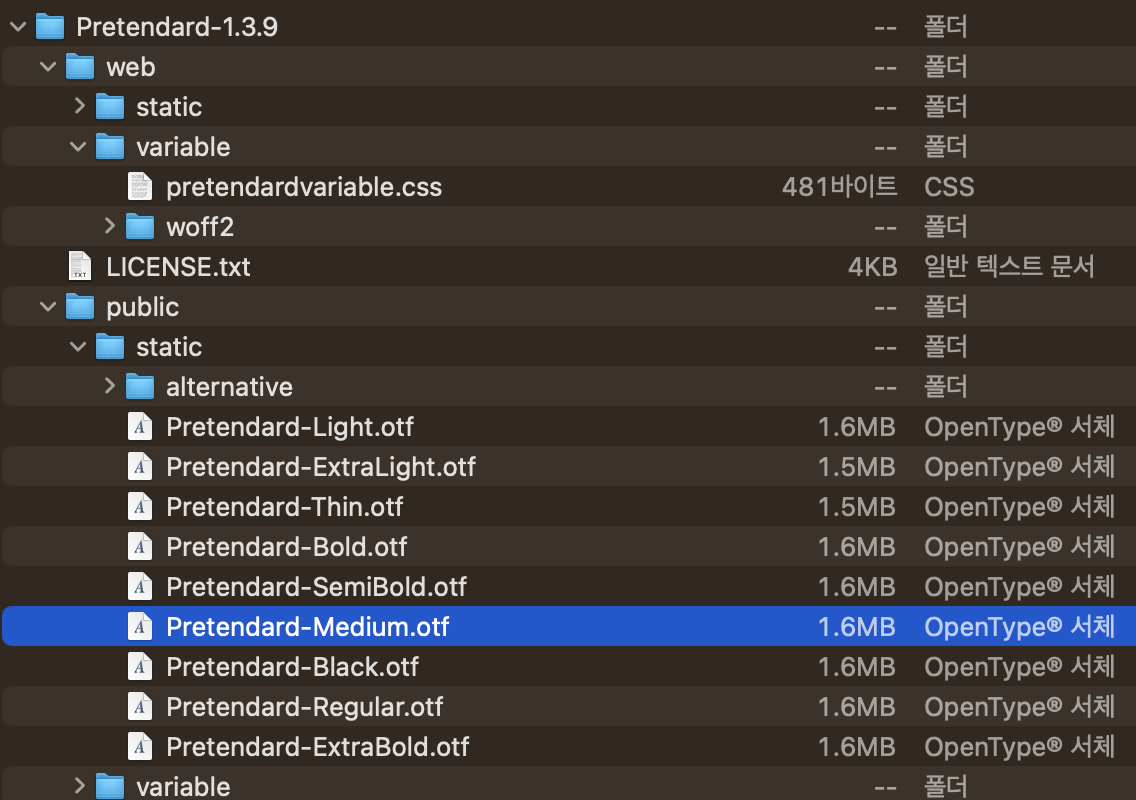 Pretendard-1.3.9 -- 폴더
web -- 폴더
static -- 폴더
variable -- 폴더
pretendardvariable.css 481바이트 CSS
woff2 -- 폴더
LICENSE.txt 4KB 일반 텍스트 문서
public -- 폴더
static -- 폴더
alternative -- 폴더
Pretendard-Light.otf 1.6MB OpenType® 서체
Pretendard-ExtraLight.otf 1.5MB OpenType® 서체
Pretendard-Thin.otf 1.5MB OpenType® 서체
Pretendard-Bold.otf 1.6MB OpenType® 서체
Pretendard-SemiBold.otf 1.6MB OpenType® 서체
Pretendard-Medium.otf 1.6MB OpenType® 서체
Pretendard-Black.otf 1.6MB OpenType® 서체
Pretendard-Regular.otf 1.6MB OpenType® 서체
Pretendard-ExtraBold.otf 1.6MB OpenType® 서체
variable -- 폴더